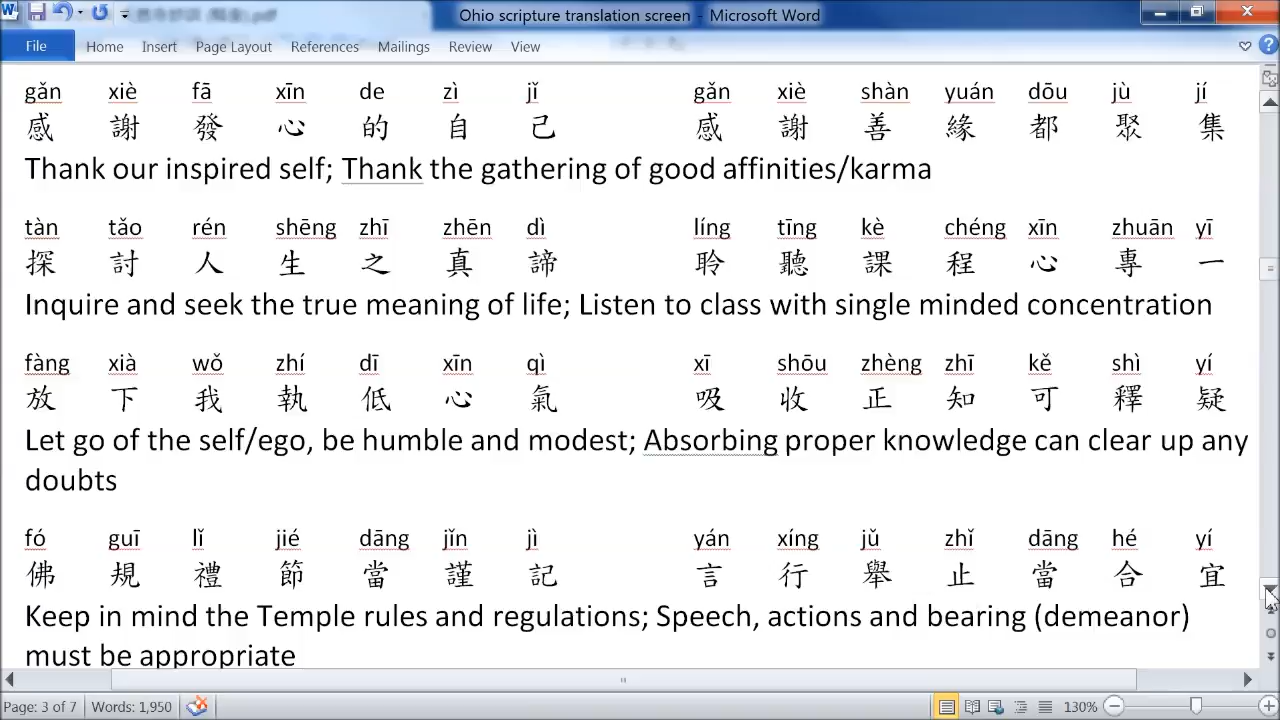 Ohio scripture translation screen - Microsoft Word
File Home Insert Page Layout References Mailings Review View
gǎn xiè fā xīn de zì jǐ gǎn xiè shàn yuán dōu jù jí
感 謝 發 心 的 自 己 感 謝 善 緣 都 聚 集
Thank our inspired self; Thank the gathering of good affinities/karma
tàn tǎo rén shēng zhī zhēn dì líng tīng kè chéng xīn zhuān yī
探 討 人 生 之 真 諦 聆 聽 課 程 心 專 一
Inquire and seek the true meaning of life; Listen to class with single minded concentration
fàng xià wǒ zhí dī xīn qì xī shōu zhèng zhī kě shì yí
放 下 我 執 低 心 氣 吸 收 正 知 可 釋 疑
Let go of the self/ego, be humble and modest; Absorbing proper knowledge can clear up any
doubts
fó guī lǐ jié dāng jǐn jì yán xíng jǔ zhǐ dāng hé yí
佛 規 禮 節 當 謹 記 言 行 舉 止 當 合 宜
Keep in mind the Temple rules and regulations; Speech, actions and bearing (demeanor)
must be appropriate
Page: 3 of 7 Words: 1,950 130%